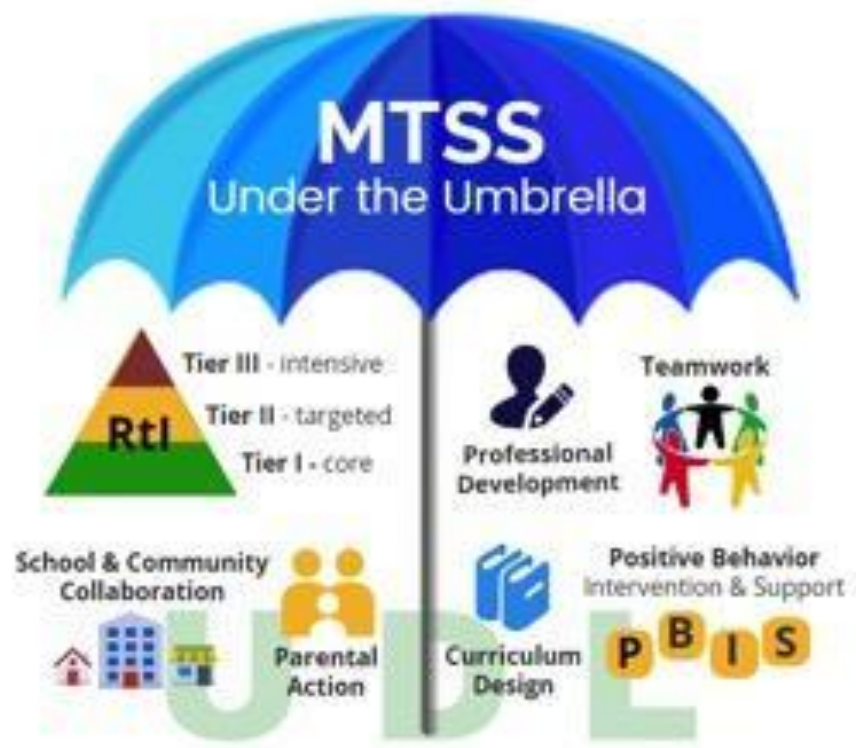 MTSS
Under the Umbrella
RtI
Tier III - intensive
Tier II - targeted
Tier I - core
Professional
Development
Teamwork
School & Community
Collaboration
Parental
Action
Curriculum
Design
Positive Behavior
Intervention & Support
P B I S
UDL